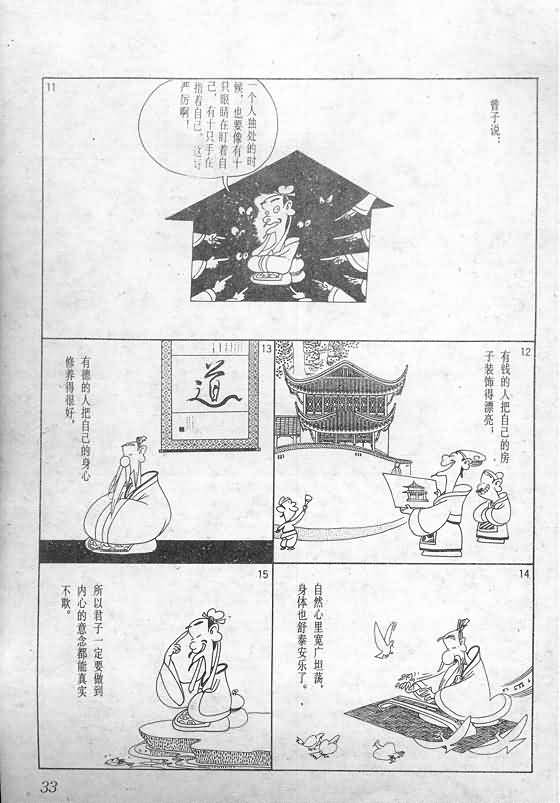 11
曾子说：
一个人独处的时
候，也要像有十
只眼睛在盯着自
己，有十只手在
指着自己，这
严厉啊！
12
有钱的人把自己的房
子装饰得漂亮；
13
道
有德的人把自己的身心
修养得很好，
14
自然心里宽广坦荡，
身体也舒泰安乐了。
15
所以君子一定要做到
内心的意念都能真实
不欺。
33